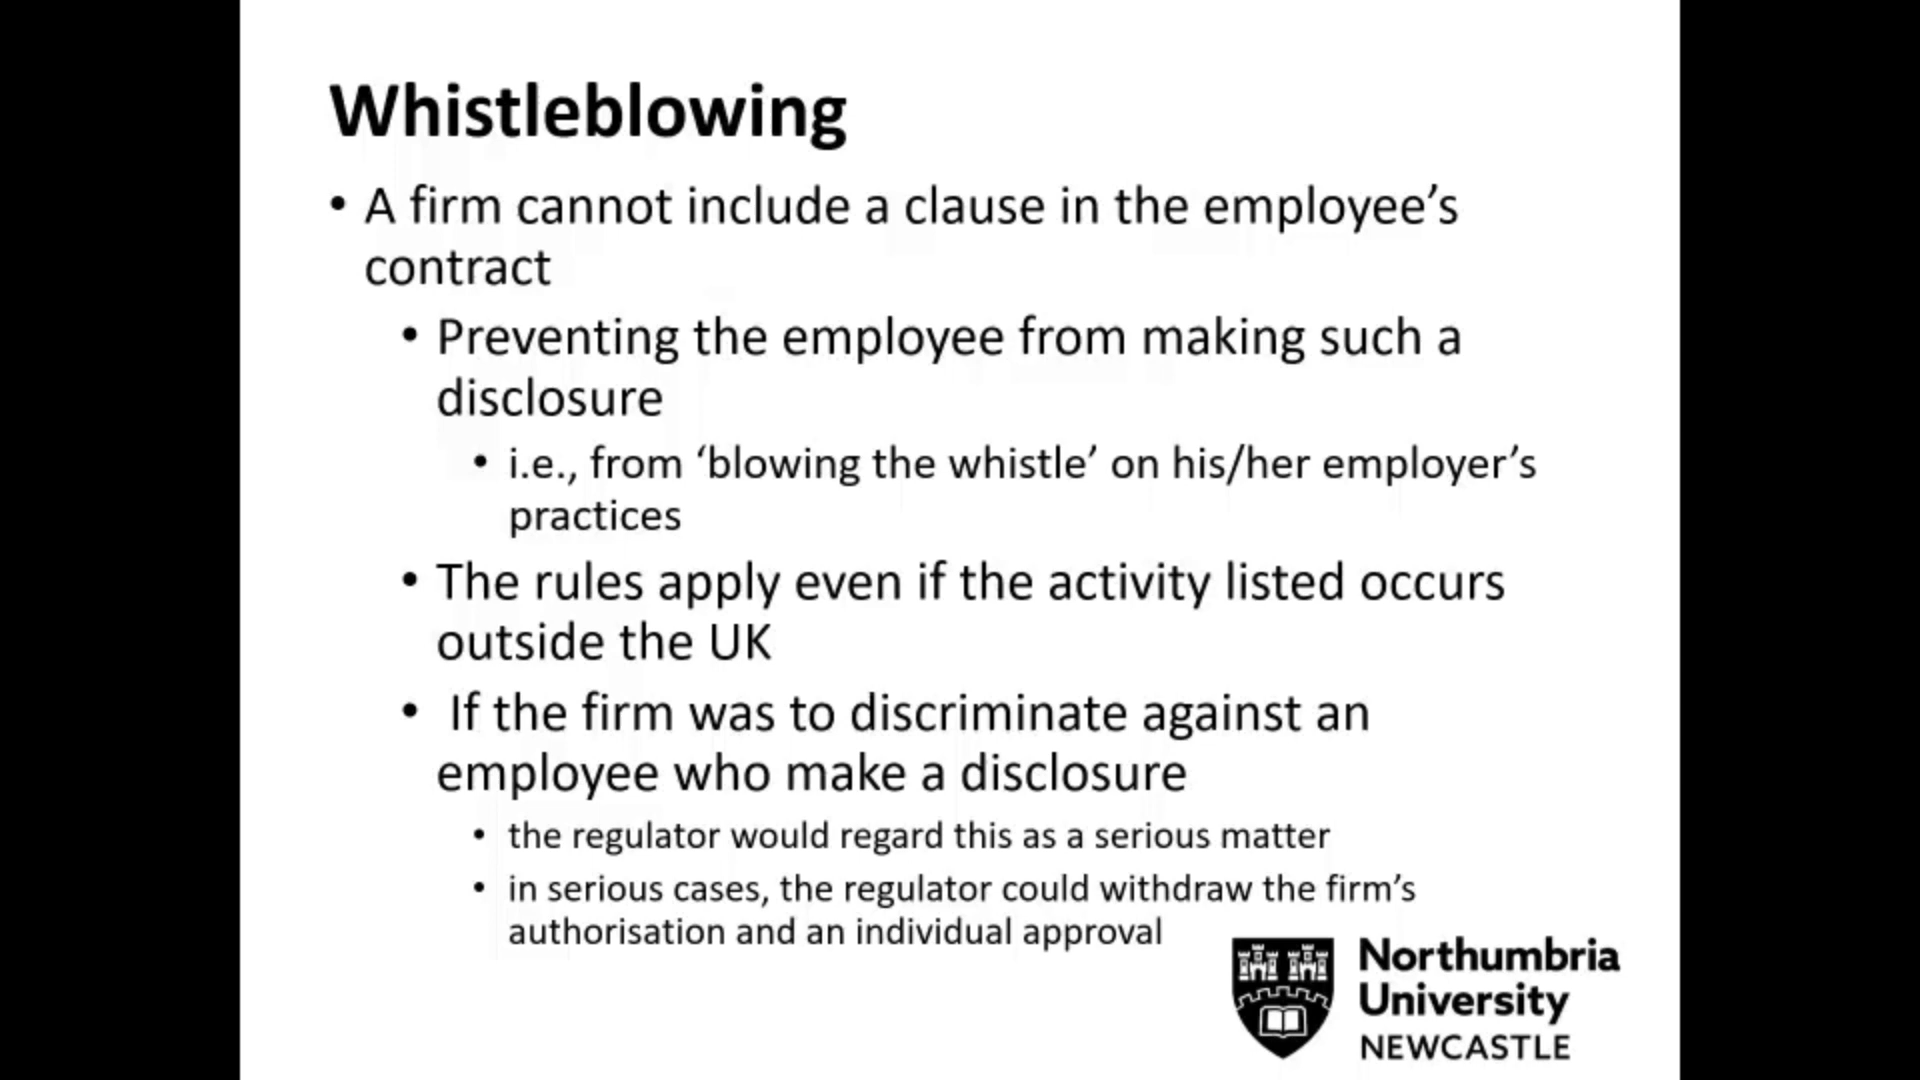 Whistleblowing
• A firm cannot include a clause in the employee’s
contract
• Preventing the employee from making such a
disclosure
• i.e., from ‘blowing the whistle’ on his/her employer’s
practices
• The rules apply even if the activity listed occurs
outside the UK
• If the firm was to discriminate against an
employee who make a disclosure
• the regulator would regard this as a serious matter
• in serious cases, the regulator could withdraw the firm’s
authorisation and an individual approval
Northumbria
University
NEWCASTLE